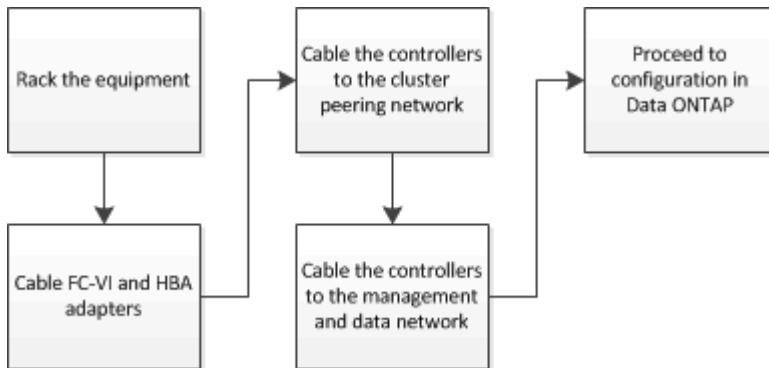 Rack the equipment
Cable FC-VI and HBA
adapters
Cable the controllers
to the cluster
peering network
Cable the controllers
to the management
and data network
Proceed to
configuration in
Data ONTAP